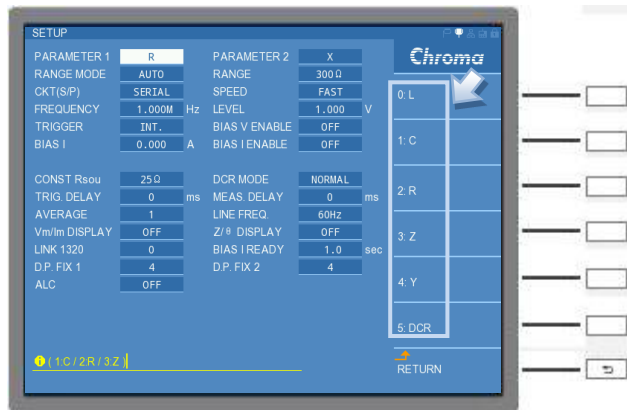 SETUP
Chroma
PARAMETER 1 R PARAMETER 2 X
RANGE MODE AUTO RANGE 300 Ω
CKT(S/P) SERIAL SPEED FAST
FREQUENCY 1.000M Hz LEVEL 1.000 V
TRIGGER INT. BIAS V ENABLE OFF
BIAS I 0.000 A BIAS I ENABLE OFF
CONST Rsou 25 Ω DCR MODE NORMAL
TRIG. DELAY 0 ms MEAS. DELAY 0 ms
AVERAGE 1 LINE FREQ. 60Hz
Vm/Im DISPLAY OFF Z/θ DISPLAY OFF
LINK 1320 0 BIAS I READY 1.0 sec
D.P. FIX 1 4 D.P. FIX 2 4
ALC OFF
0: L
1: C
2: R
3: Z
4: Y
5: DCR
RETURN
( 1:C / 2:R / 3:Z )